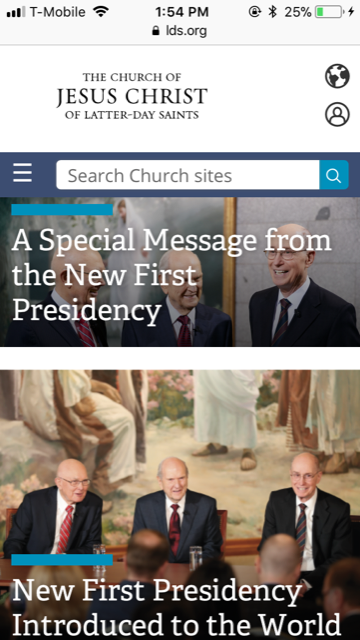 T-Mobile 1:54 PM 25%
lds.org
THE CHURCH OF
JESUS CHRIST
OF LATTER-DAY SAINTS
Search Church sites
A Special Message from
the New First
Presidency
New First Presidency
Introduced to the World